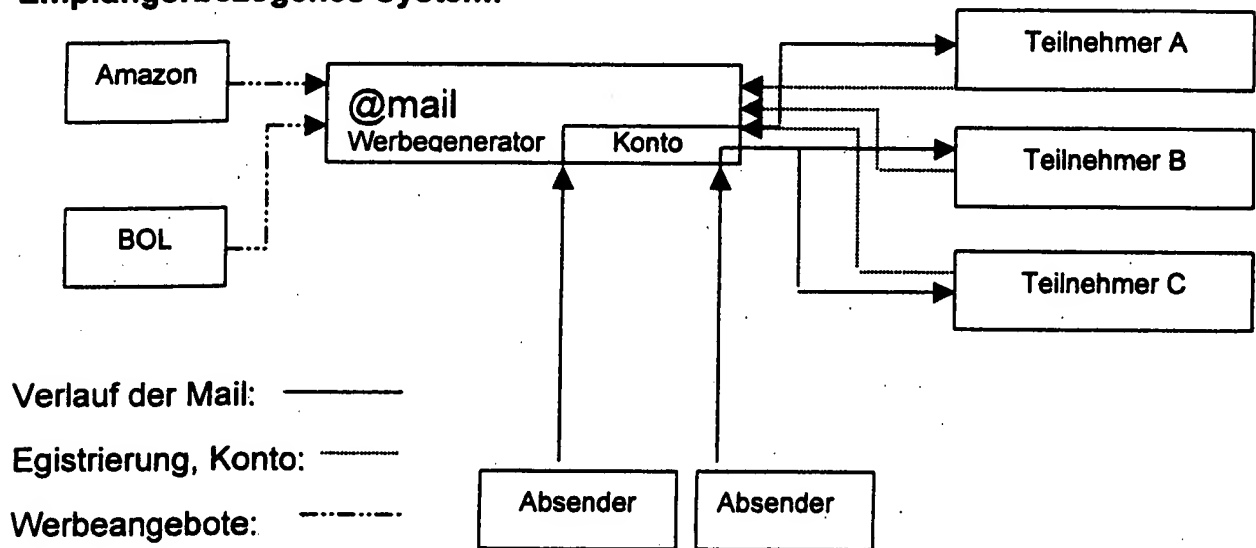 Teilnehmer A
Amazon
@mail
Werbegenerator Konto
Teilnehmer B
BOL
Teilnehmer C
Verlauf der Mail:
Egistrierung, Konto:
Absender Absender
Werbeangebote: